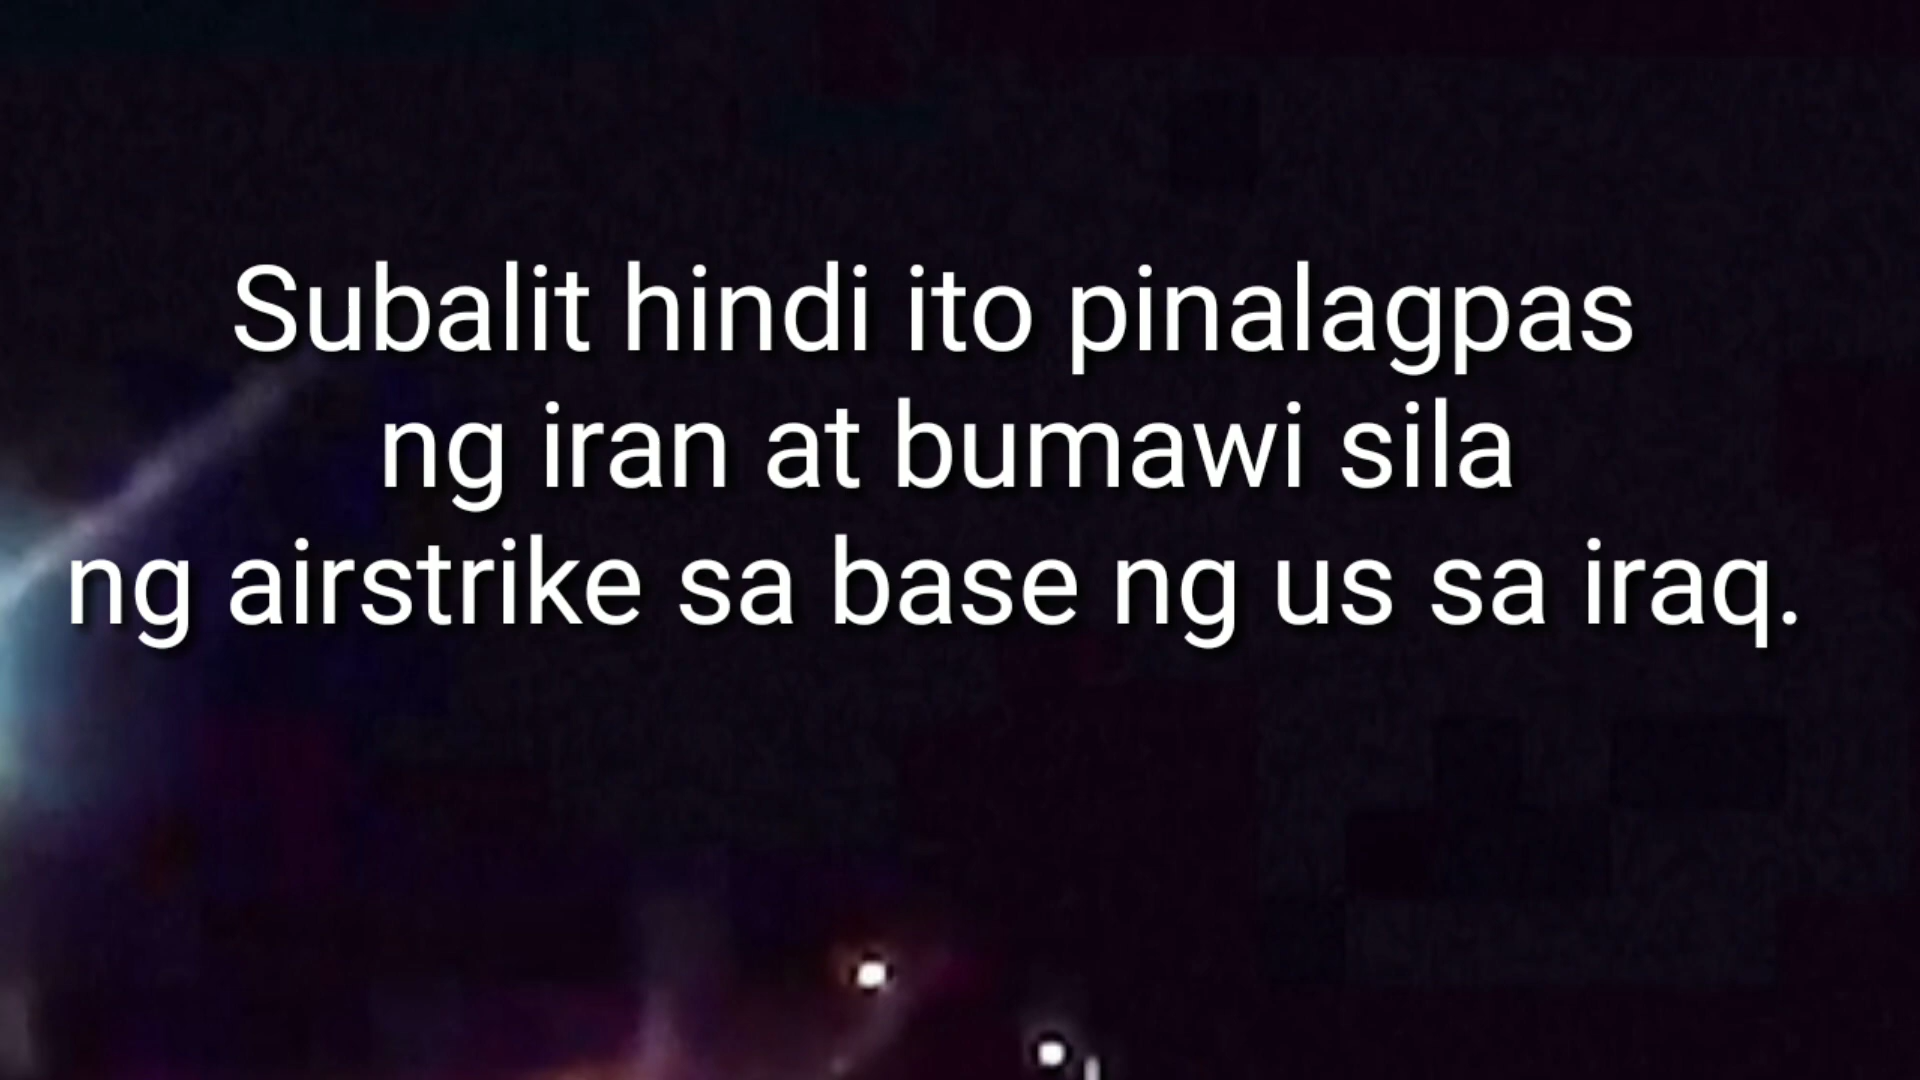 Subalit hindi ito pinalagpas
ng iran at bumawi sila
ng airstrike sa base ng us sa iraq.